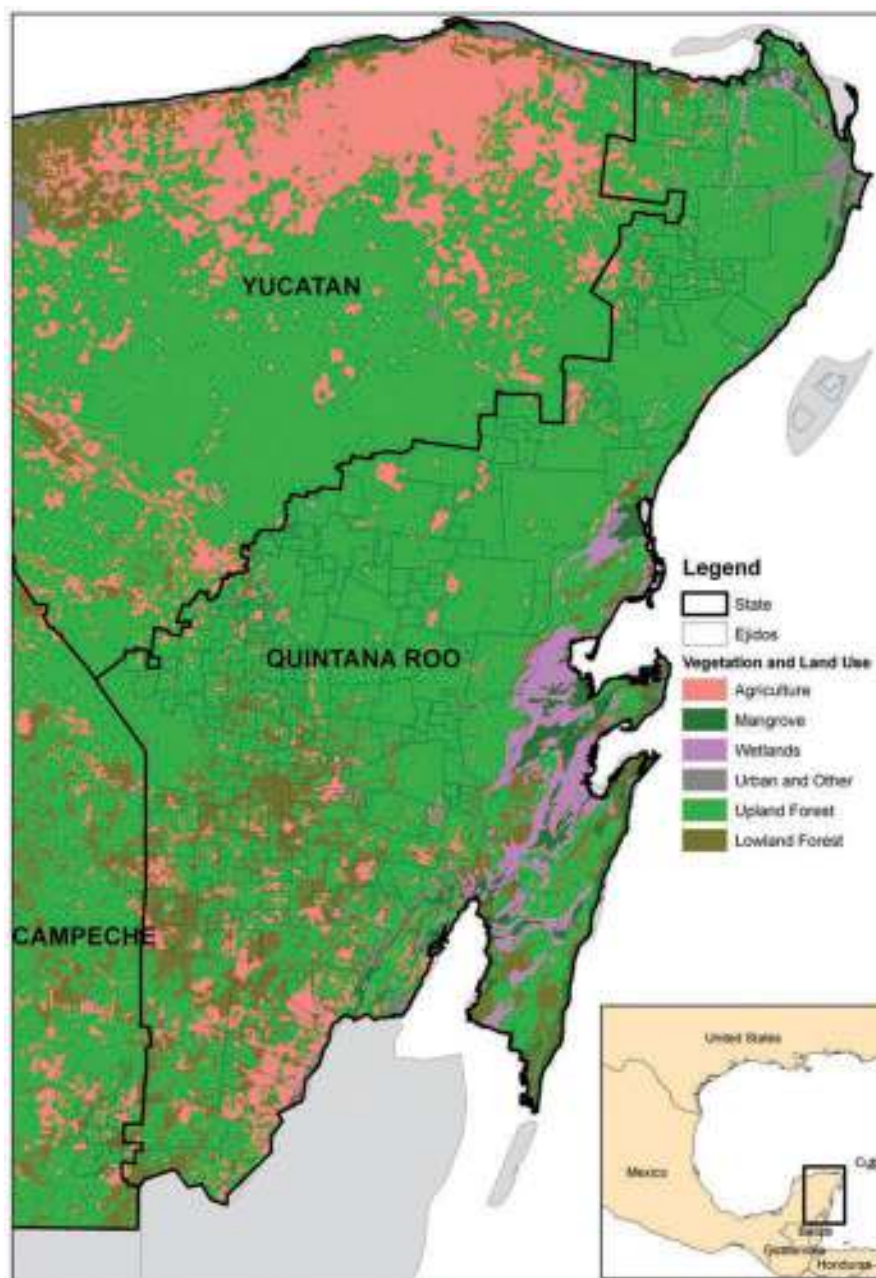 YUCATAN
QUINTANA ROO
CAMPECHE
Legend
State
Ejidos
Vegetation and Land Use
Agriculture
Mangrove
Wetlands
Urban and Other
Upland Forest
Lowland Forest
United States
Mexico
Honduras